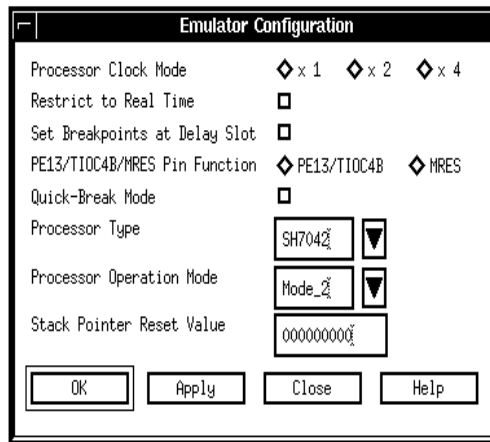 Emulator Configuration
Processor Clock Mode x 1 x 2 x 4
Restrict to Real Time
Set Breakpoints at Delay Slot
PE13/TIOC4B/MRES Pin Function PE13/TIOC4B MRES
Quick-Break Mode
Processor Type SH7042
Processor Operation Mode Mode_2
Stack Pointer Reset Value 000000000
OK Apply Close Help